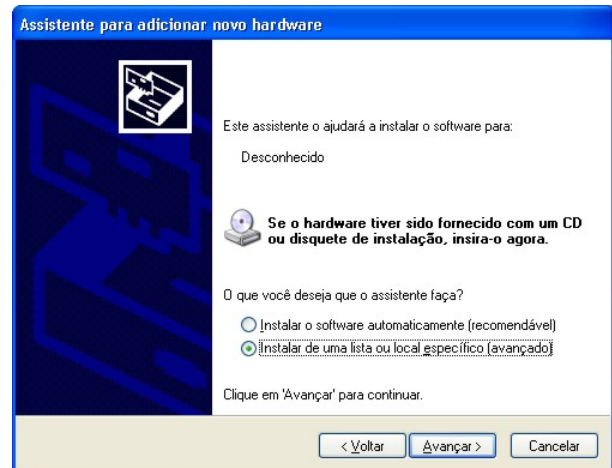 Assistente para adicionar novo hardware
Este assistente o ajudará a instalar o software para:
Desconhecido
Se o hardware tiver sido fornecido com um CD
ou disquete de instalação, insira-o agora.
O que você deseja que o assistente faça?
Instalar o software automaticamente (recomendável)
Instalar de uma lista ou local específico (avançado)
Clique em 'Avançar' para continuar.
< Voltar Avançar > Cancelar